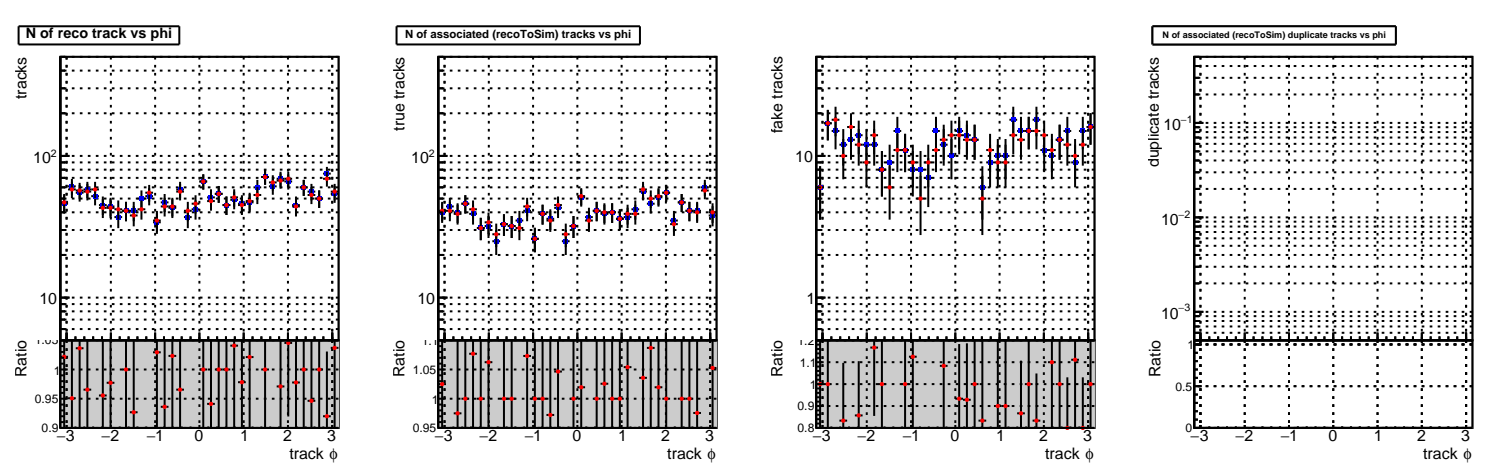 N of reco track vs phi
tracks
10²
10
Ratio
1
0.95
0.9
−3 −2 −1 0 1 2 3
track ϕ
N of associated (recoToSim) tracks vs phi
true tracks
10²
10
Ratio
1.05
1
0.95
−3 −2 −1 0 1 2 3
track ϕ
fake tracks
10
1
Ratio
1.2
1.1
1
0.9
0.8
−3 −2 −1 0 1 2 3
track ϕ
N of associated (recoToSim) duplicate tracks vs phi
duplicate tracks
10⁻¹
10⁻²
10⁻³
Ratio
1
0.5
0
−3 −2 −1 0 1 2 3
track ϕ